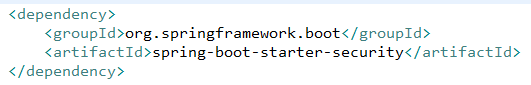 <dependency>
    <groupId>org.springframework.boot</groupId>
    <artifactId>spring-boot-starter-security</artifactId>
</dependency>